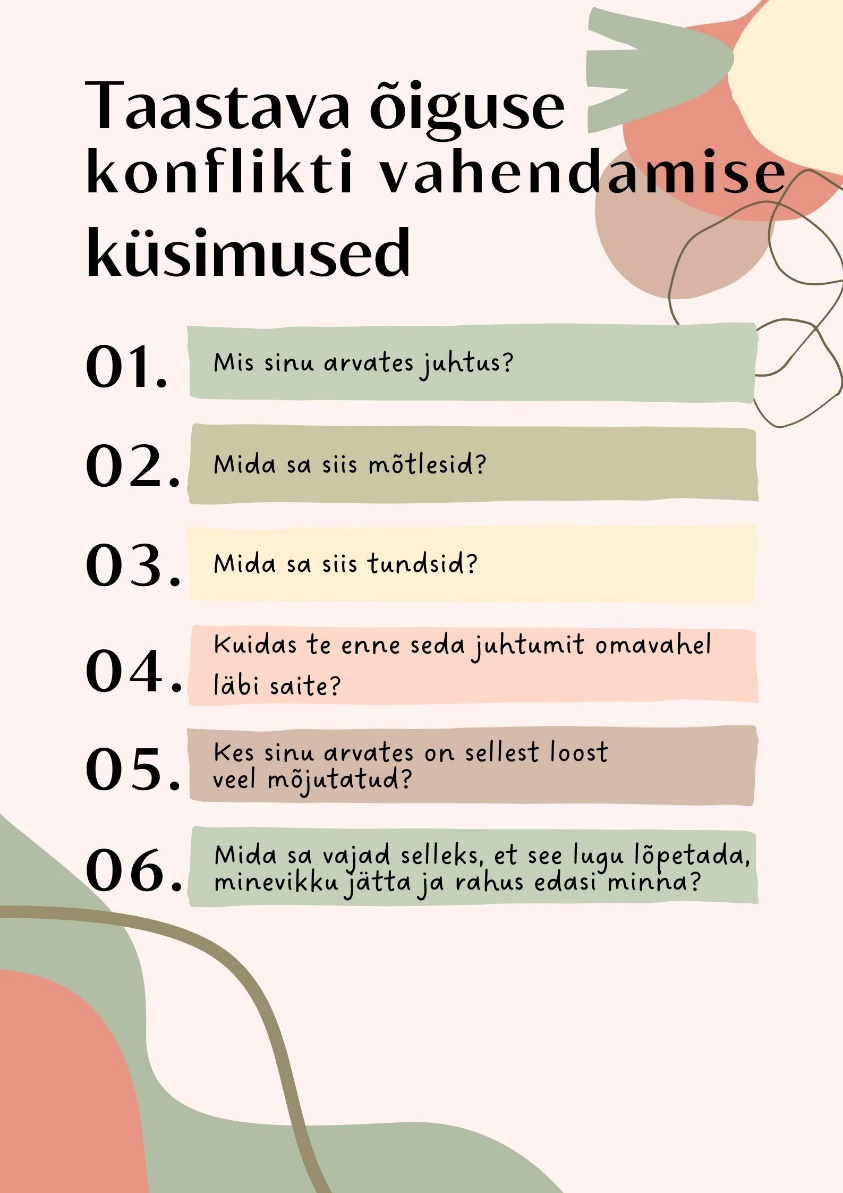 Taastava õiguse
konflikti vahendamise
küsimused
01.
Mis sinu arvates juhtus?
02.
Mida sa siis mõtlesid?
03.
Mida sa siis tundsid?
04.
Kuidas te enne seda juhtumit omavahel
läbi saite?
05.
Kes sinu arvates on sellest loost
veel mõjutatud?
06.
Mida sa vajad selleks, et see lugu lõpetada,
minevikku jätta ja rahus edasi minna?